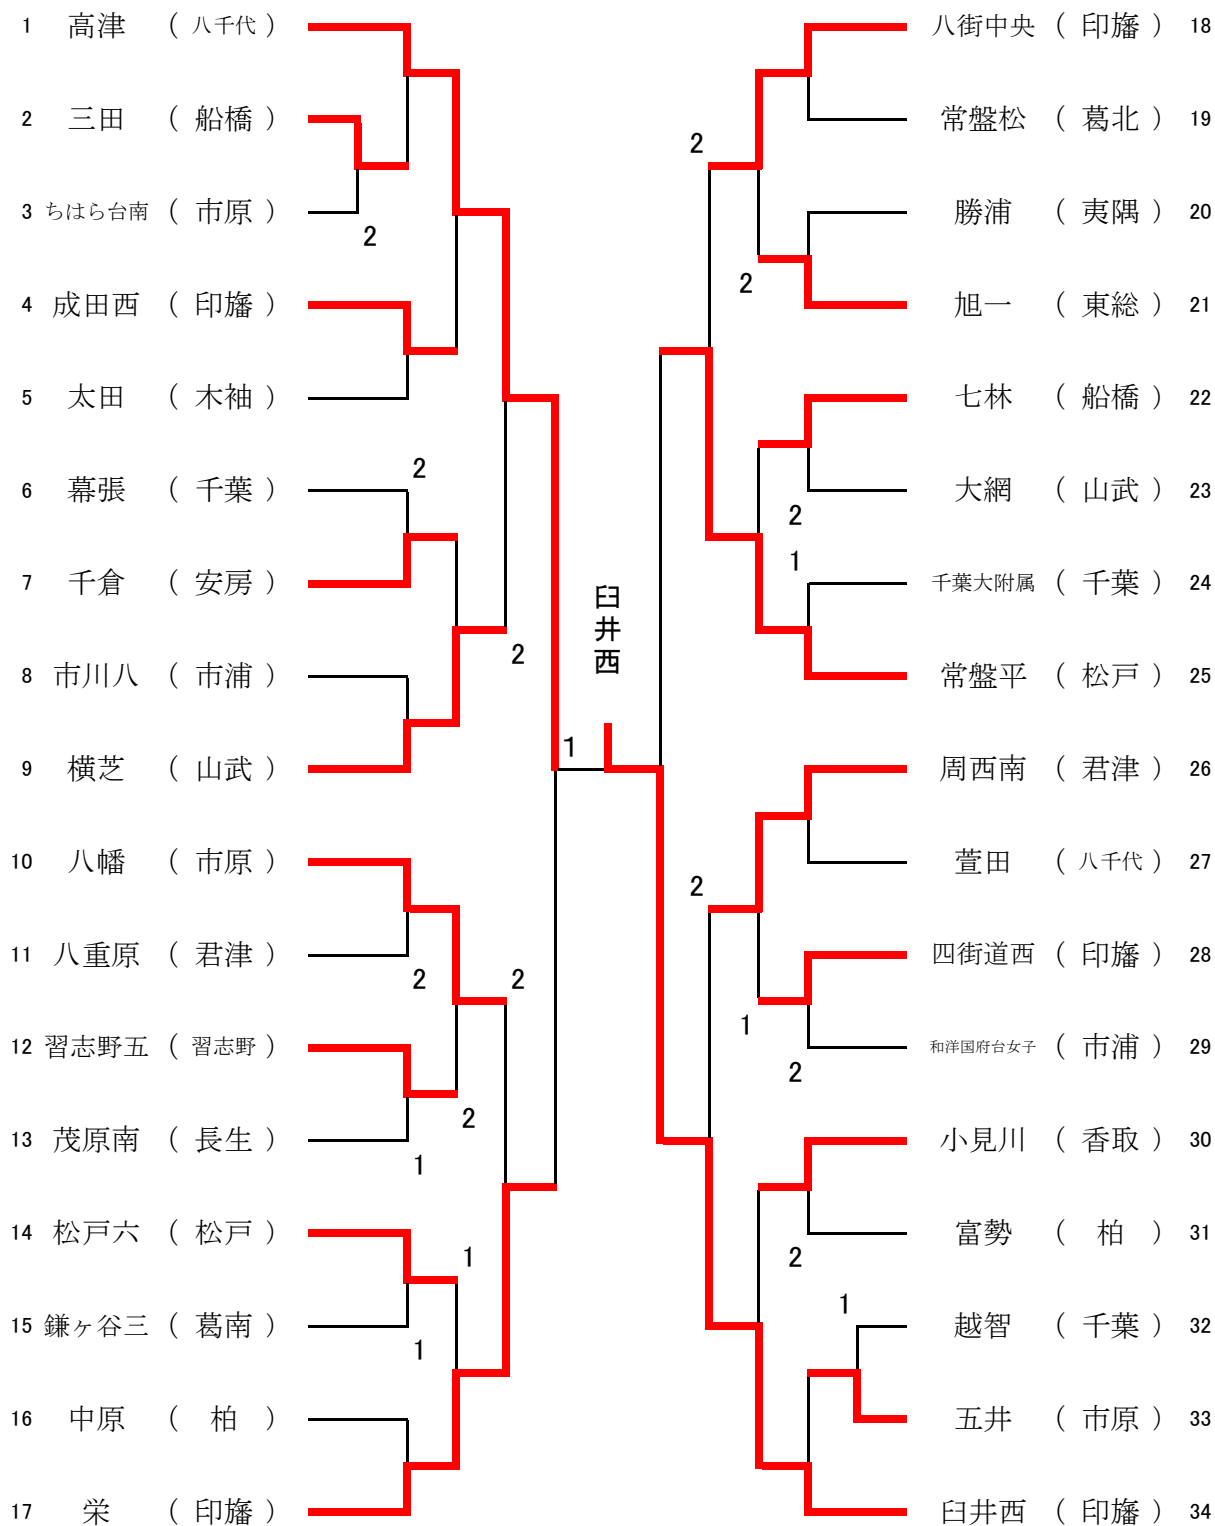 1 高津 （ 八千代 ）
2 三田 （ 船橋 ）
3 ちはら台南 （ 市原 ）
2
4 成田西 （ 印旛 ）
5 太田 （ 木袖 ）
2
6 幕張 （ 千葉 ）
7 千倉 （ 安房 ）
2
8 市川八 （ 市浦 ）
9 横芝 （ 山武 ）
10 八幡 （ 市原 ）
11 八重原 （ 君津 ）
2
2
12 習志野五 （ 習志野 ）
2
13 茂原南 （ 長生 ）
1
14 松戸六 （ 松戸 ）
1
15 鎌ヶ谷三 （ 葛南 ）
1
16 中原 （ 柏 ）
17 栄 （ 印旛 ）
臼井西
1
八街中央 （ 印旛 ） 18
常盤松 （ 葛北 ） 19
2
勝浦 （ 夷隅 ） 20
2
旭一 （ 東総 ） 21
七林 （ 船橋 ） 22
大網 （ 山武 ） 23
2
1
千葉大附属 （ 千葉 ） 24
常盤平 （ 松戸 ） 25
周西南 （ 君津 ） 26
萱田 （ 八千代 ） 27
2
四街道西 （ 印旛 ） 28
1
和洋国府台女子 （ 市浦 ） 29
2
小見川 （ 香取 ） 30
富勢 （ 柏 ） 31
2
1
越智 （ 千葉 ） 32
五井 （ 市原 ） 33
臼井西 （ 印旛 ） 34